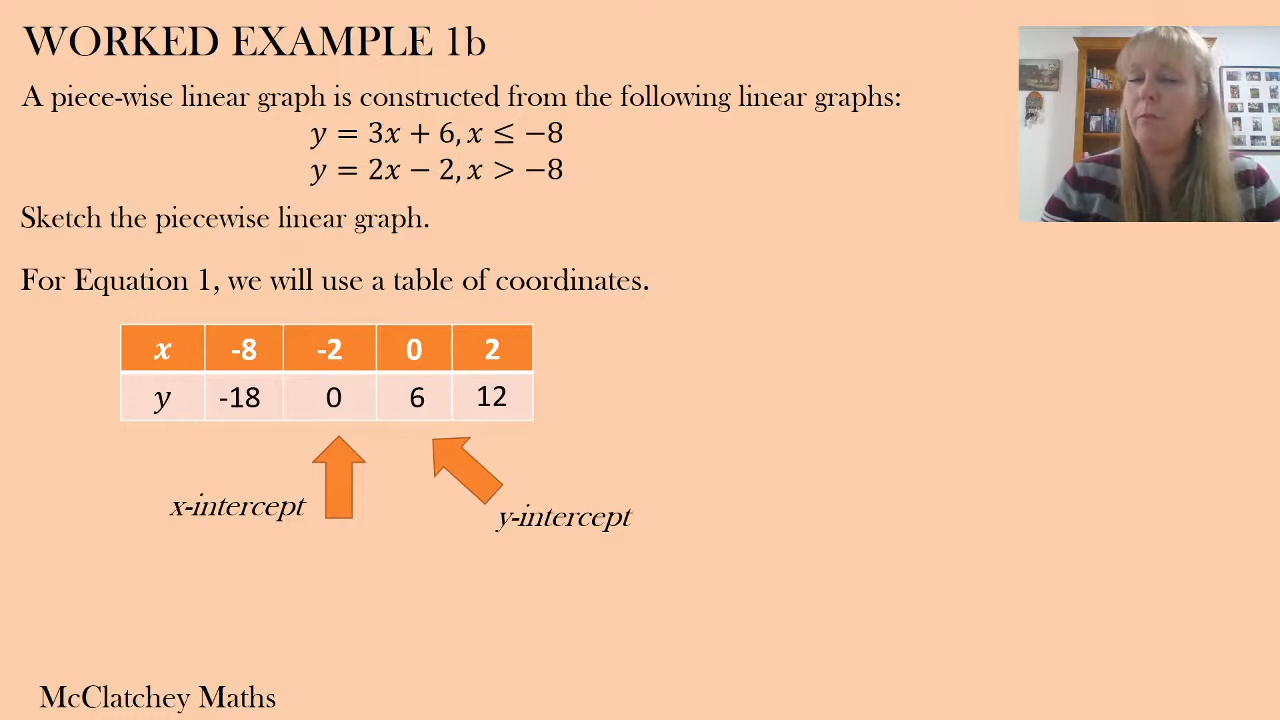 WORKED EXAMPLE 1b
A piece-wise linear graph is constructed from the following linear graphs:
y = 3x + 6, x ≤ −8
y = 2x − 2, x > −8
Sketch the piecewise linear graph.
For Equation 1, we will use a table of coordinates.
x -8 -2 0 2
y -18 0 6 12
x-intercept
y-intercept
McClatchey Maths